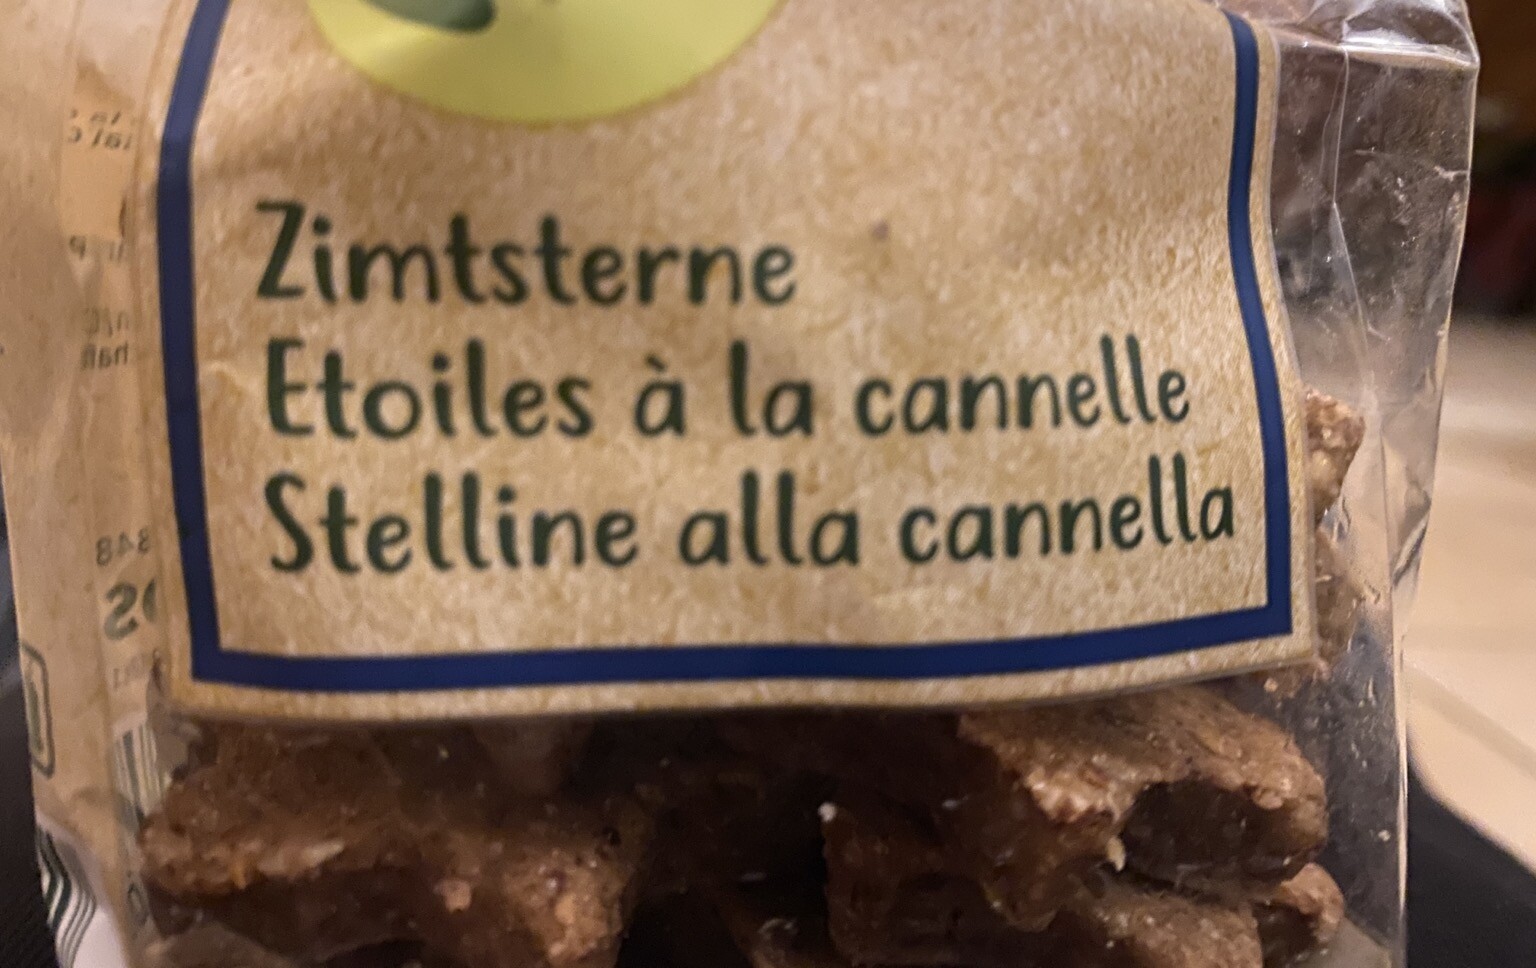 Zimtsterne
Etoiles à la cannelle
Stelline alla cannella